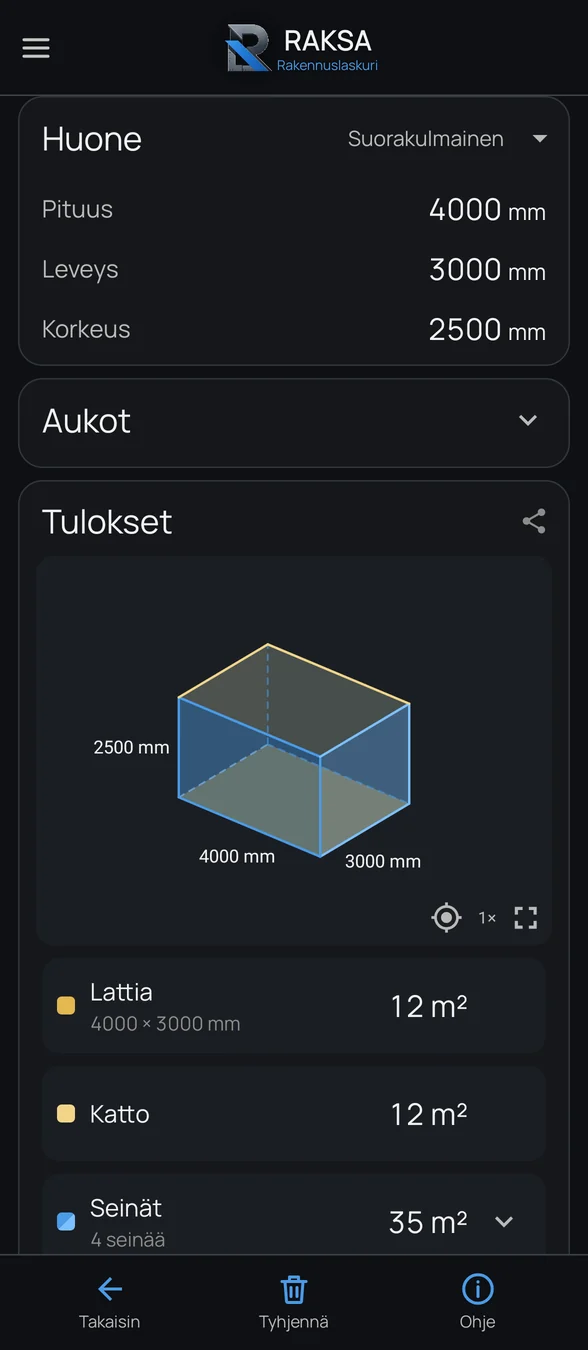 RAKSA
Rakennuslaskuri
Huone
Suorakulmainen
Pituus
4000 mm
Leveys
3000 mm
Korkeus
2500 mm
Aukot
Tulokset
2500 mm
4000 mm
3000 mm
1×
Lattia
4000 × 3000 mm
12 m²
Katto
12 m²
Seinät
4 seinää
35 m²
Takaisin
Tyhjennä
Ohje